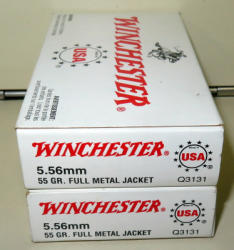 WINCHESTER
USA
WINCHESTER
USA
5.56mm
55 GR. FULL METAL JACKET Q3131
WINCHESTER
USA
5.56mm
55 GR. FULL METAL JACKET Q3131